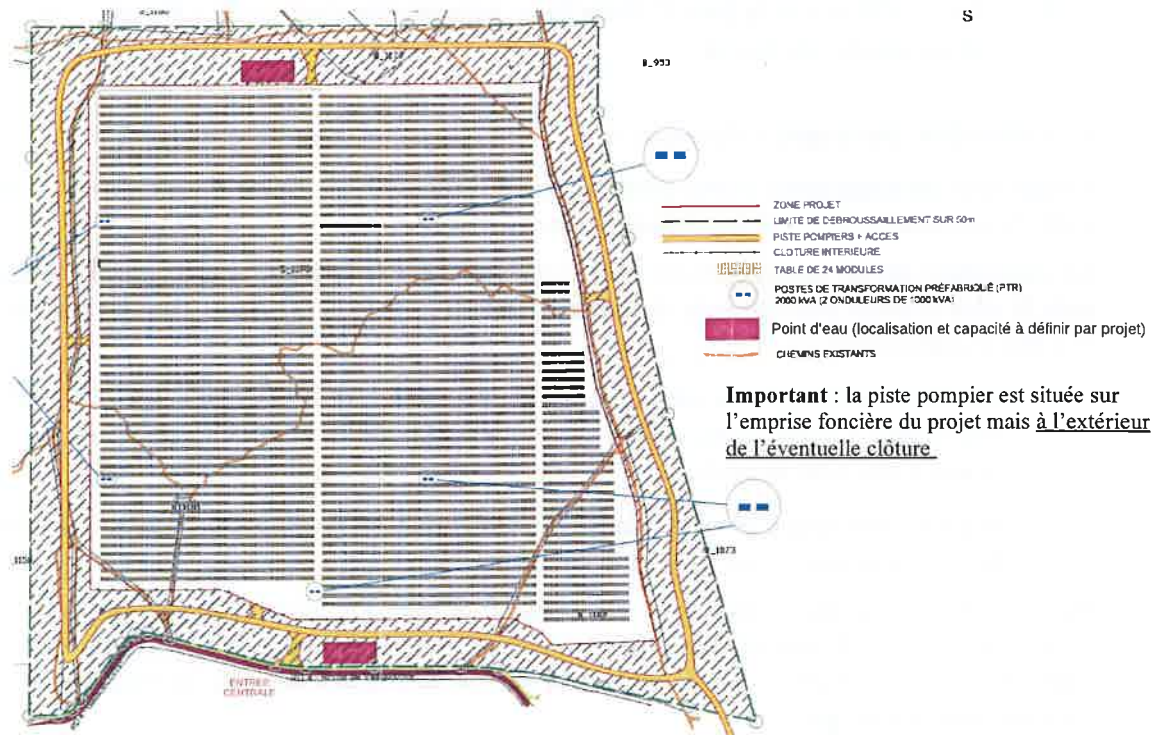 S
B_993
ZONE PROJET
LIMITE DE DEBROUSSAILLEMENT SUR 50m
PISTE POMPIERS + ACCES
CLOTURE INTERIEURE
TABLE DE 24 MODULES
POSTES DE TRANSFORMATION PRÉFABRIQUÉ (PTR)
2000 kVA (2 ONDULEURS DE 1000 kVA)
Point d'eau (localisation et capacité à définir par projet)
CHEMINS EXISTANTS
Important : la piste pompier est située sur
l'emprise foncière du projet mais à l'extérieur
de l'éventuelle clôture
ENTREE
CENTRALE